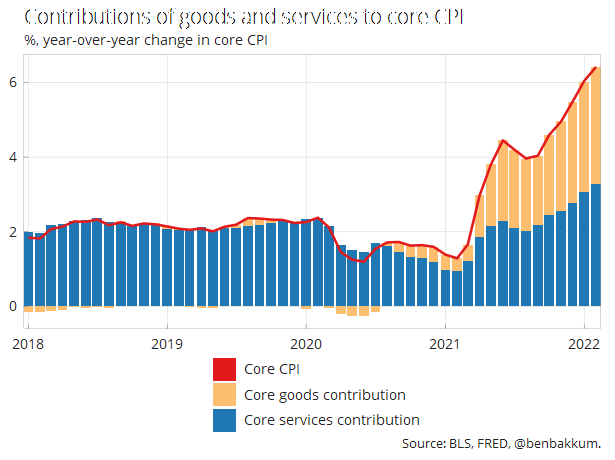 Contributions of goods and services to core CPI
%, year-over-year change in core CPI
6
4
2
0
2018 2019 2020 2021 2022
Core CPI
Core goods contribution
Core services contribution
Source: BLS, FRED, @benbakkum.